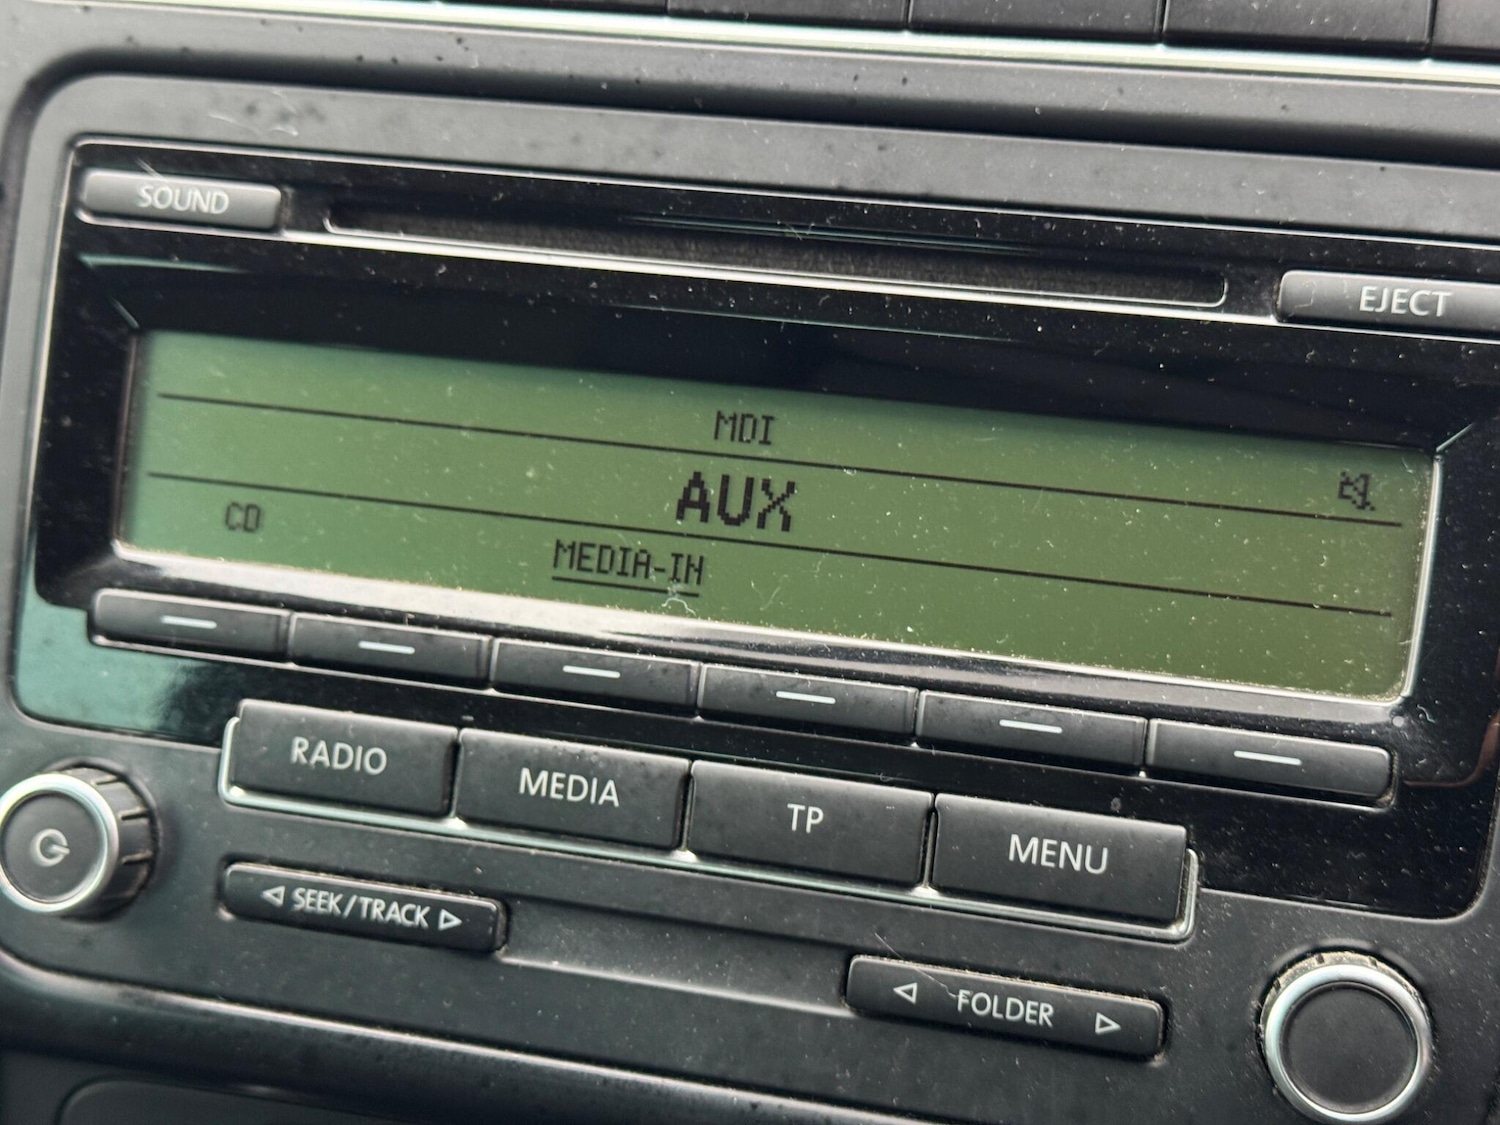 SOUND
EJECT
MDI
AUX
CD
MEDIA-IN
RADIO
MEDIA
TP
MENU
SEEK/TRACK
FOLDER